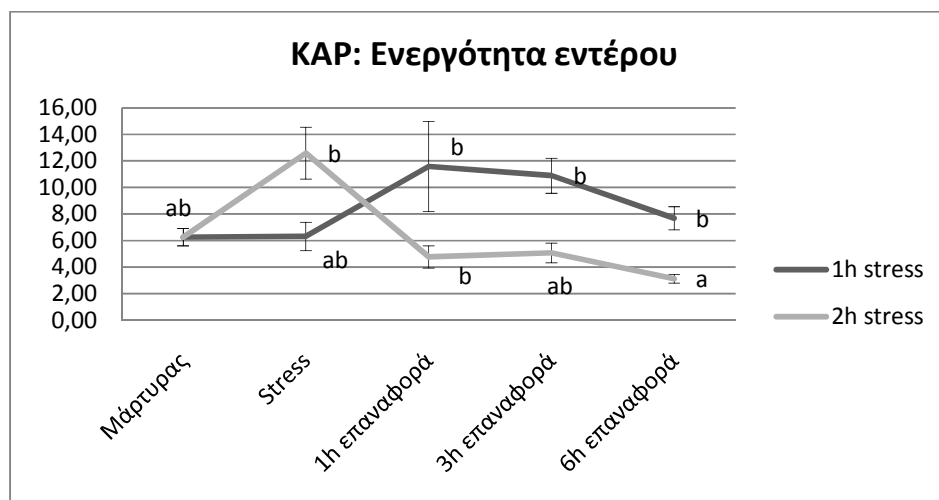 ΚΑΡ: Ενεργότητα εντέρου
16,00
14,00
12,00
10,00
8,00
6,00
4,00
2,00
0,00
ab
b
ab
b
b
b
ab
b
a
1h stress
2h stress
Μάρτυρας
Stress
1h επαναφορά
3h επαναφορά
6h επαναφορά